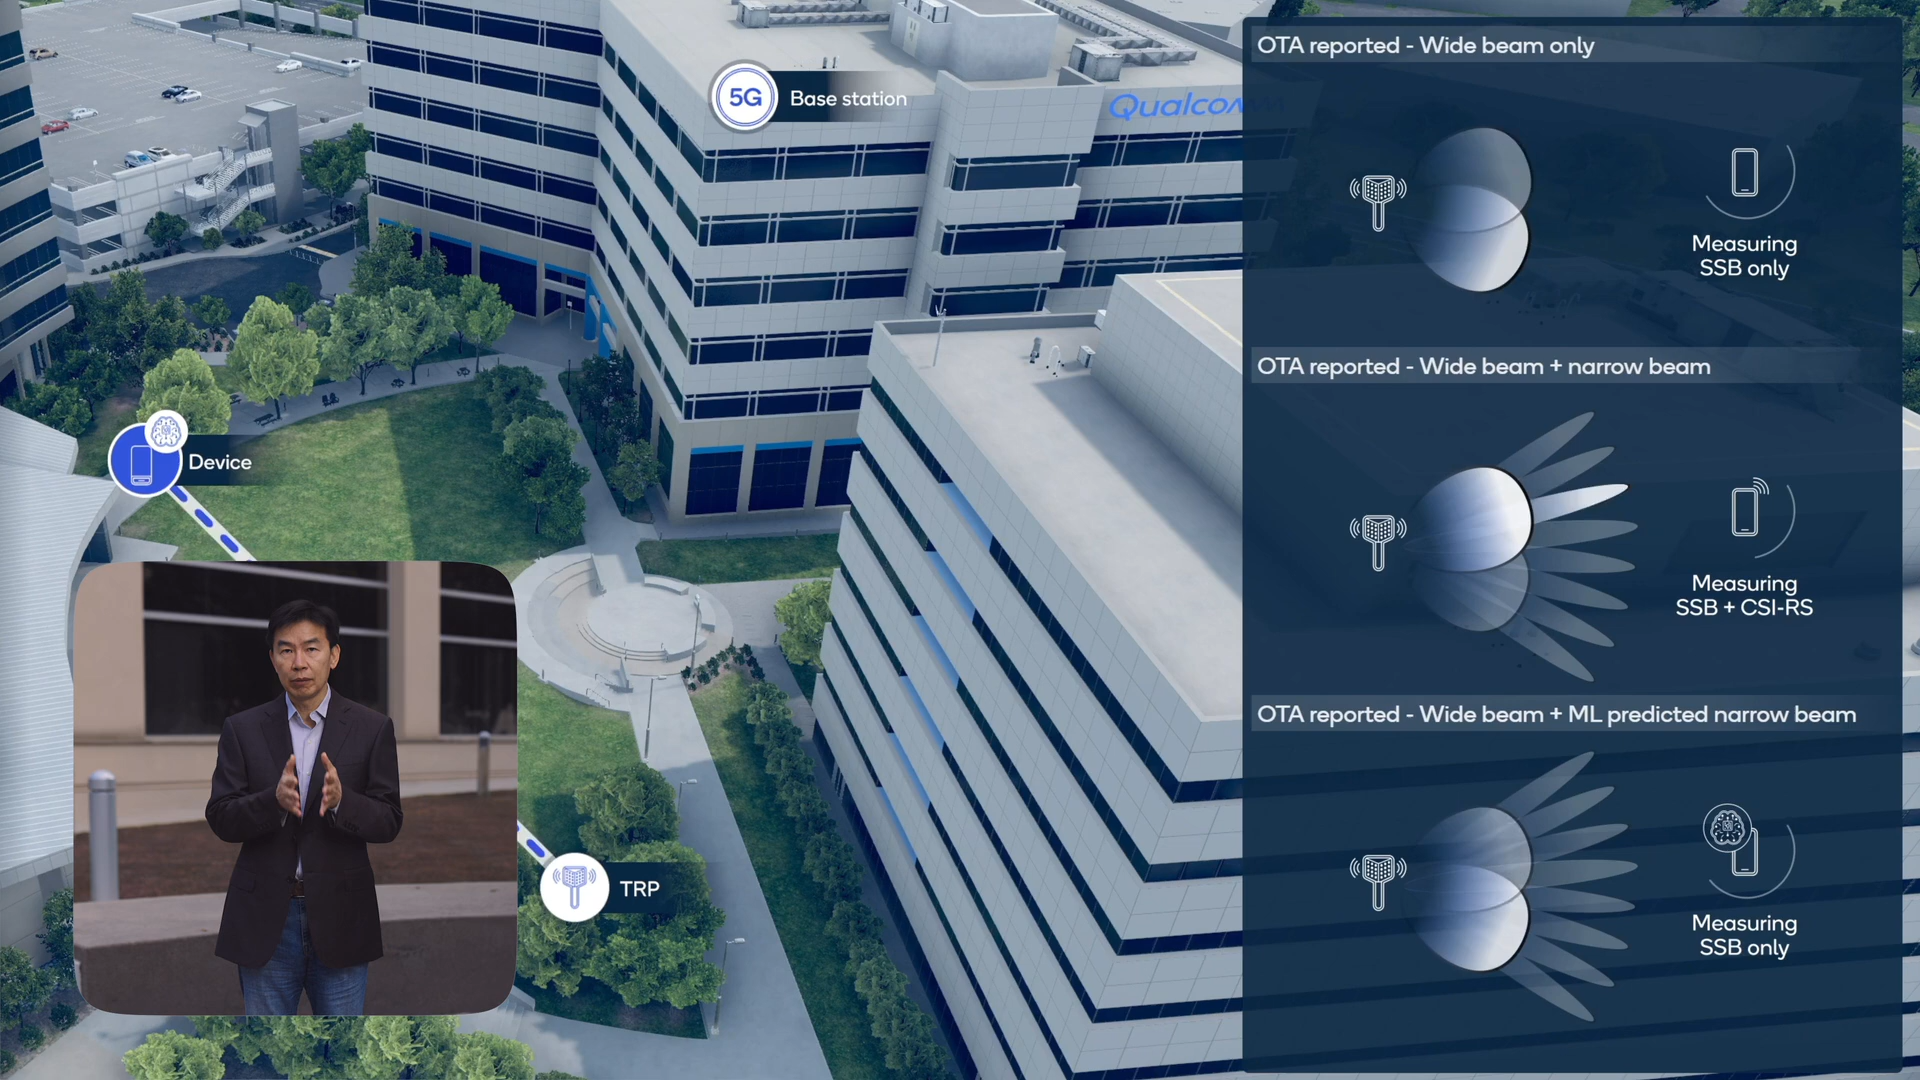 5G
Base station
Qualcomm
Device
TRP
OTA reported - Wide beam only
Measuring
SSB only
OTA reported - Wide beam + narrow beam
Measuring
SSB + CSI-RS
OTA reported - Wide beam + ML predicted narrow beam
Measuring
SSB only